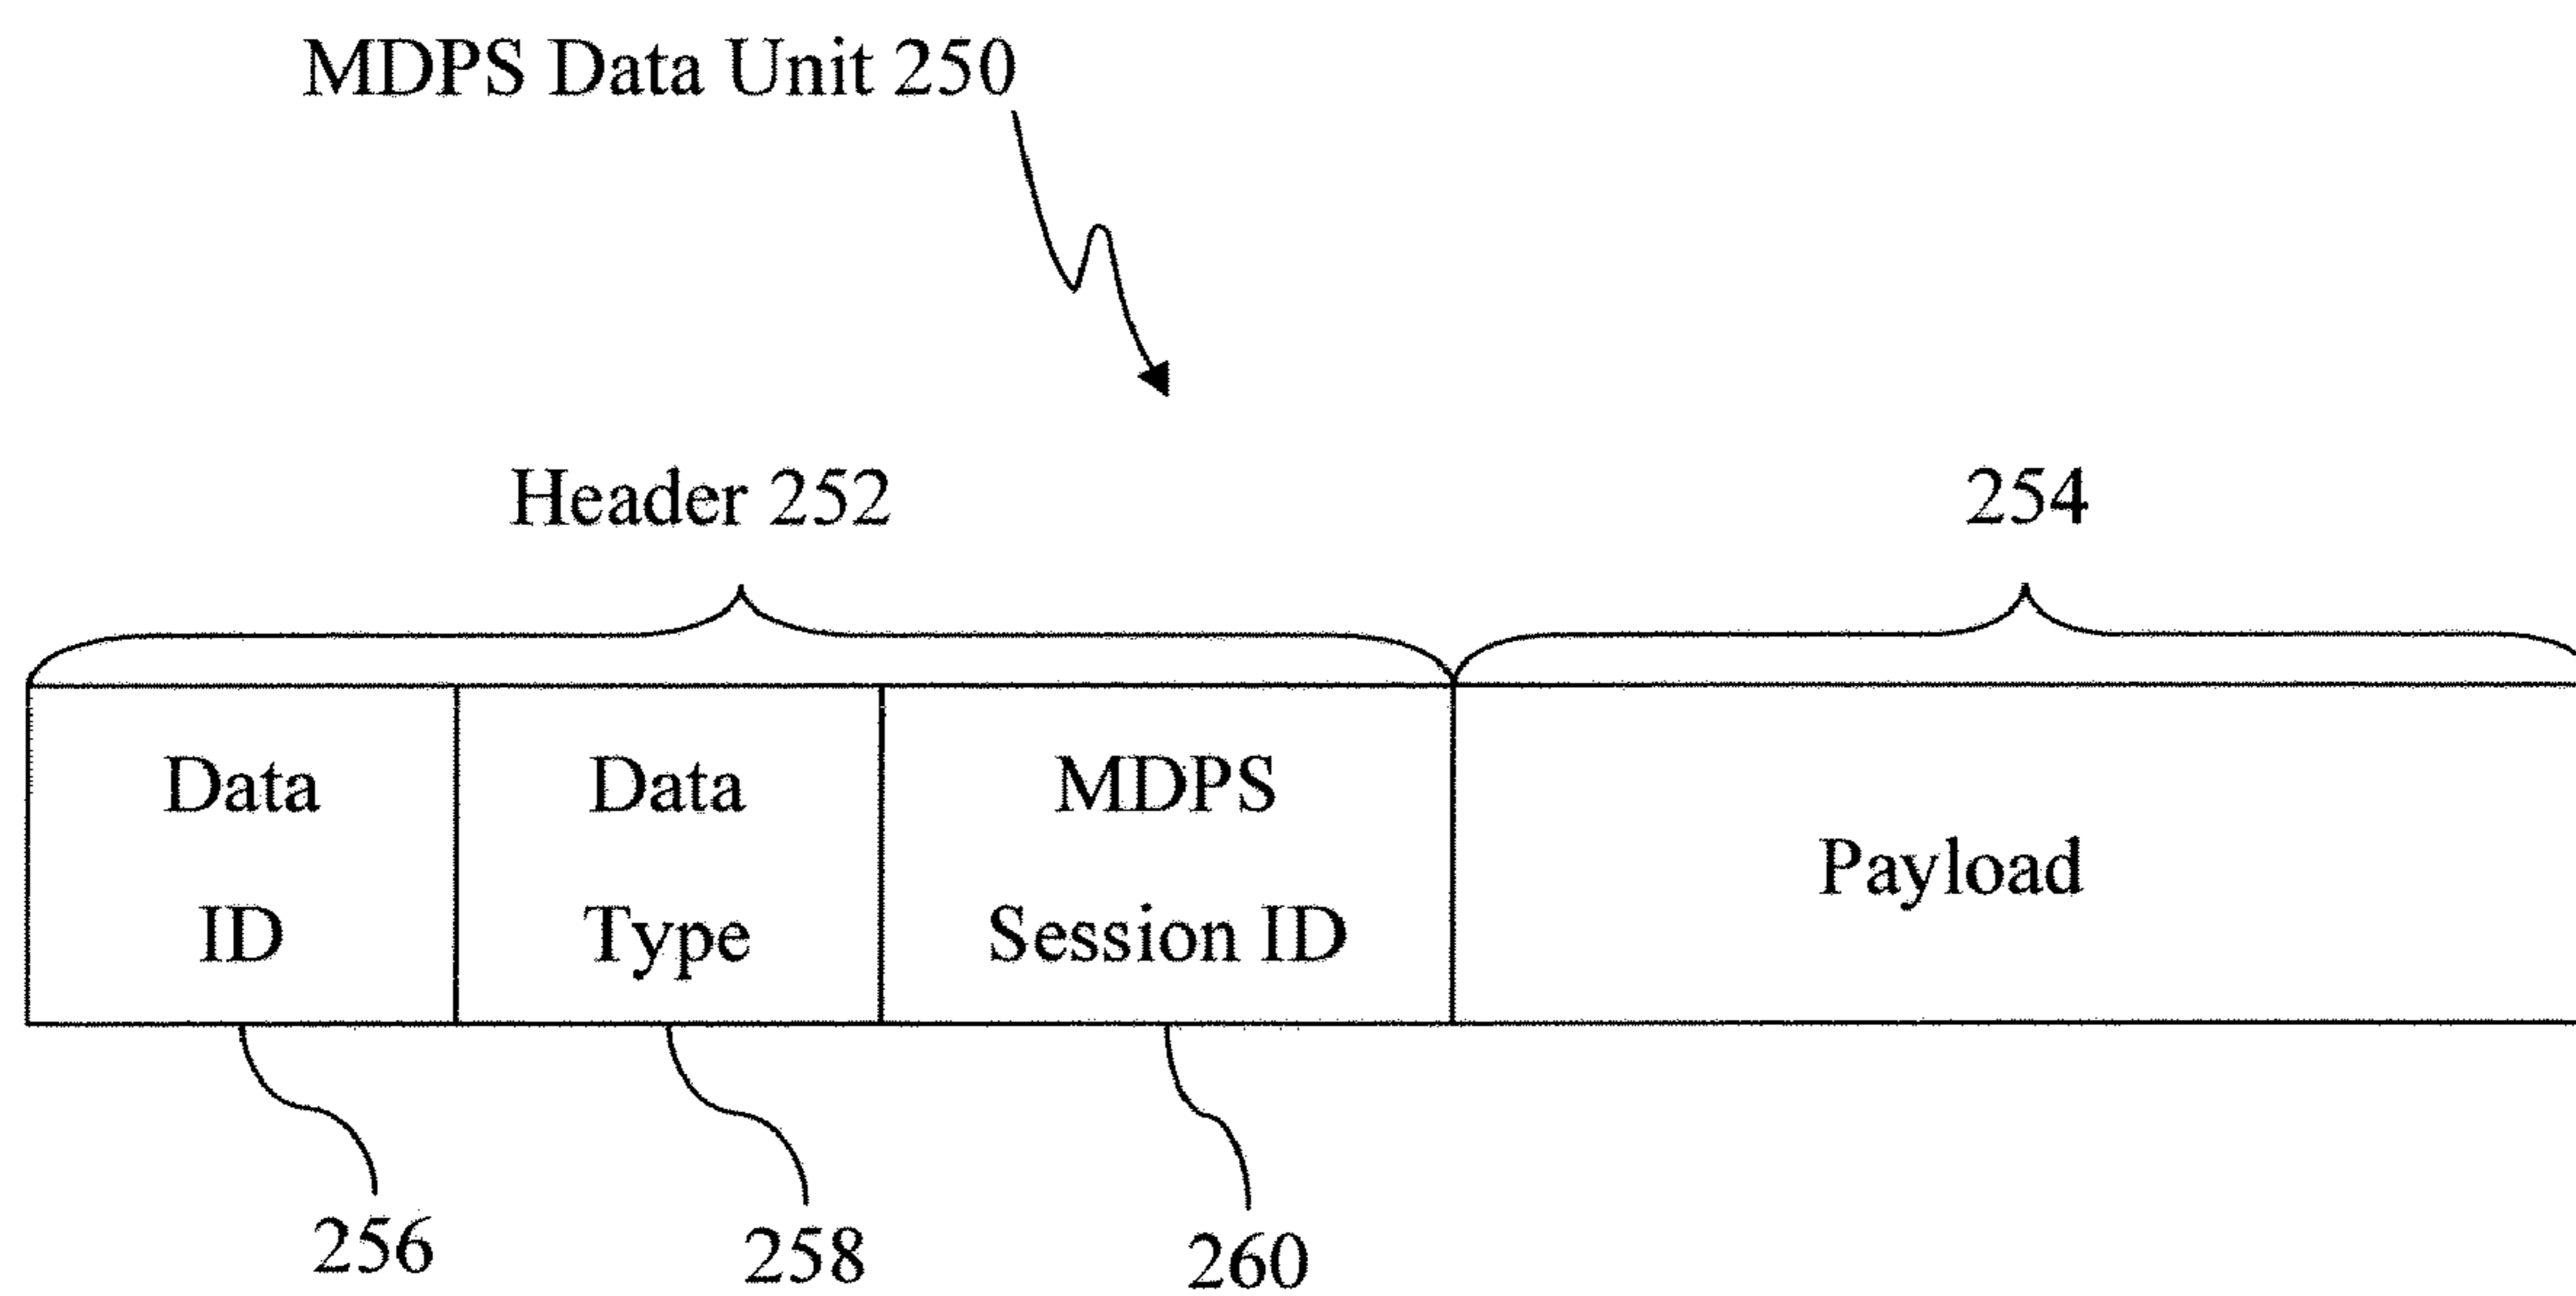 MDPS Data Unit 250
Header 252
254
Data
ID
Data
Type
MDPS
Session ID
Payload
256
258
260